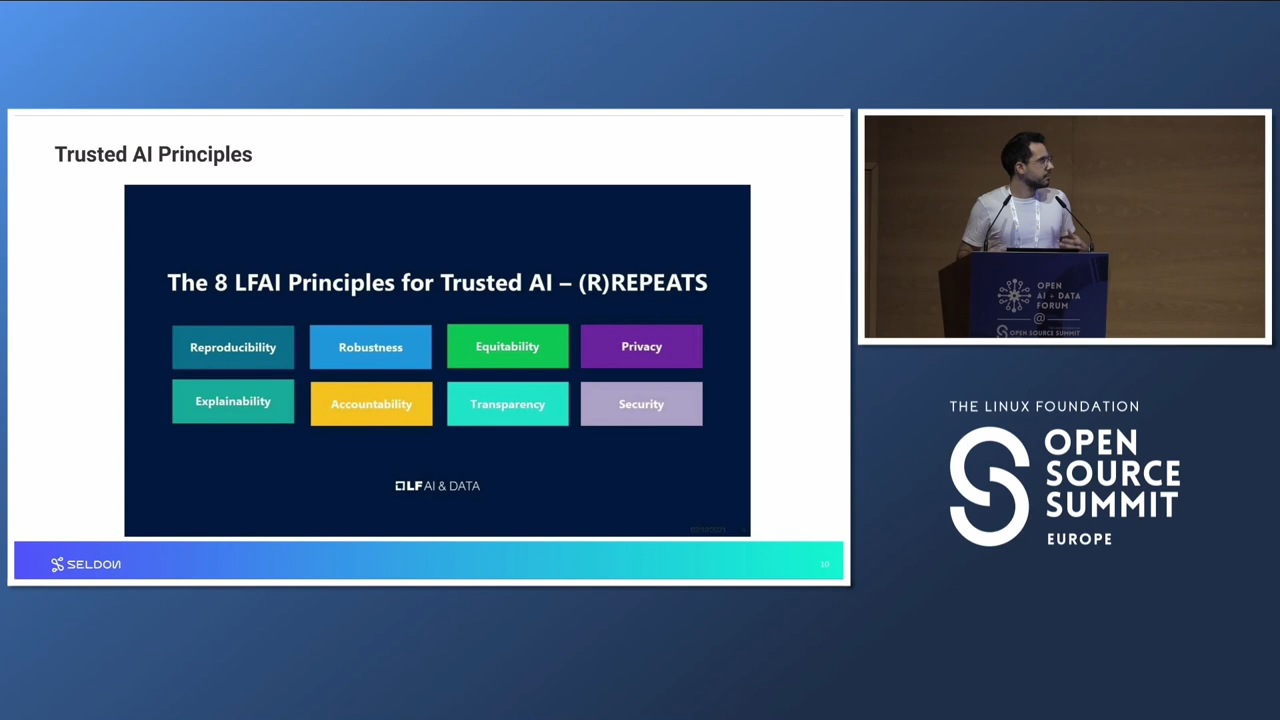 Trusted AI Principles
The 8 LFAI Principles for Trusted AI – (R)REPEATS
Reproducibility
Robustness
Equitability
Privacy
Explainability
Accountability
Transparency
Security
LF AI & DATA
SELDON
10
OPEN
AI + DATA
FORUM
@
OPEN SOURCE SUMMIT
THE LINUX FOUNDATION
OPEN
SOURCE
SUMMIT
EUROPE